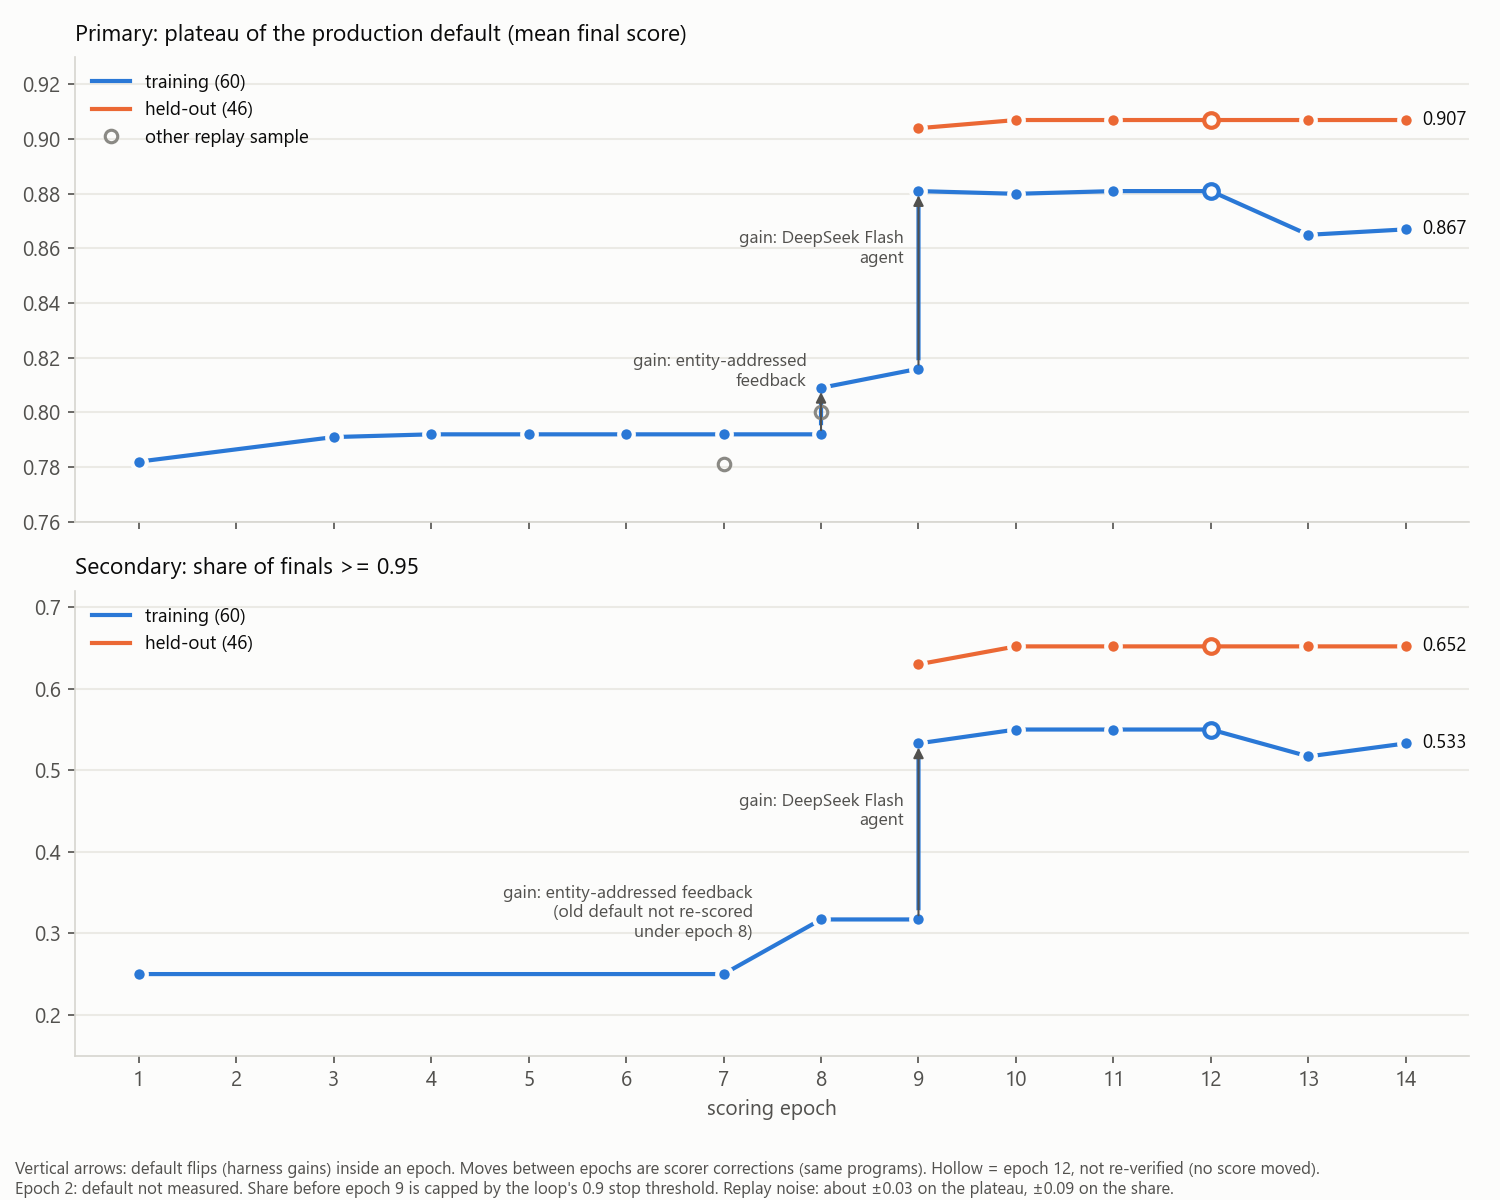 Primary: plateau of the production default (mean final score)
training (60)
held-out (46)
other replay sample
0.92
0.90
0.88
0.86
0.84
0.82
0.80
0.78
0.76
0.907
0.867
gain: DeepSeek Flash
agent
gain: entity-addressed
feedback
Secondary: share of finals >= 0.95
training (60)
held-out (46)
0.7
0.6
0.5
0.4
0.3
0.2
0.652
0.533
gain: DeepSeek Flash
agent
gain: entity-addressed feedback
(old default not re-scored
under epoch 8)
1 2 3 4 5 6 7 8 9 10 11 12 13 14
scoring epoch
Vertical arrows: default flips (harness gains) inside an epoch. Moves between epochs are scorer corrections (same programs). Hollow = epoch 12, not re-verified (no score moved).
Epoch 2: default not measured. Share before epoch 9 is capped by the loop's 0.9 stop threshold. Replay noise: about ±0.03 on the plateau, ±0.09 on the share.